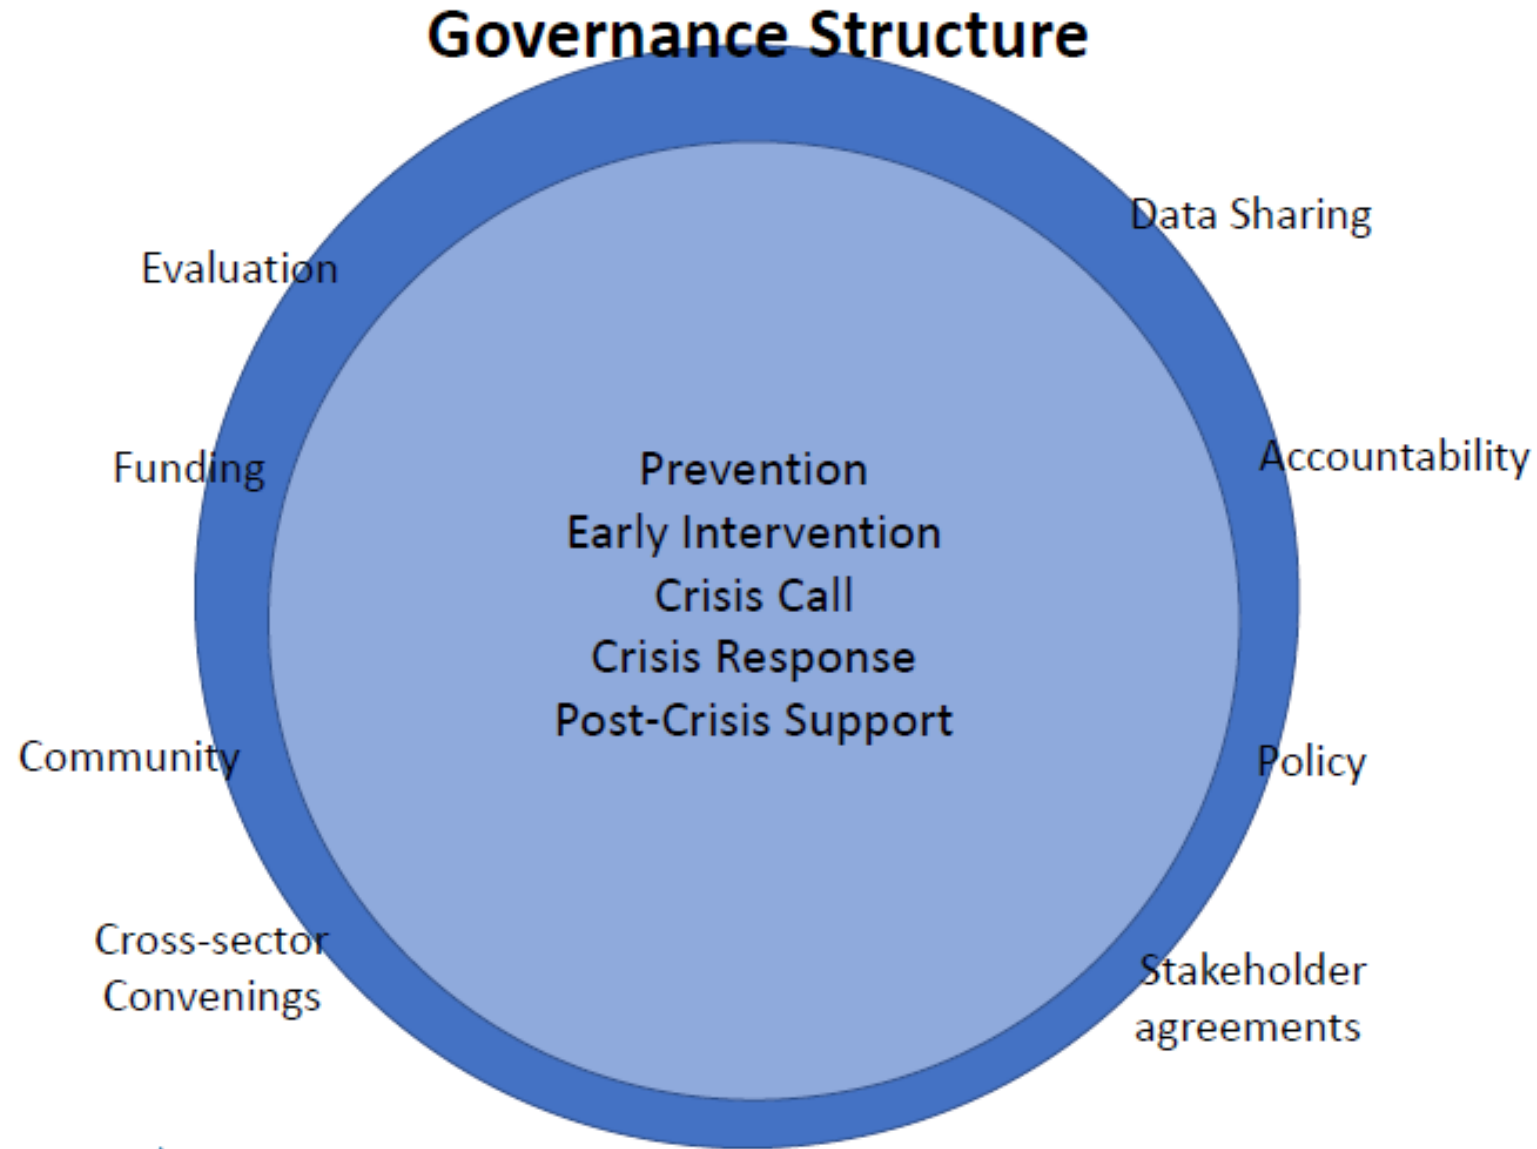 Governance Structure
Data Sharing
Evaluation
Accountability
Funding
Prevention
Early Intervention
Crisis Call
Crisis Response
Post-Crisis Support
Community
Policy
Cross-sector
Convenings
Stakeholder
agreements